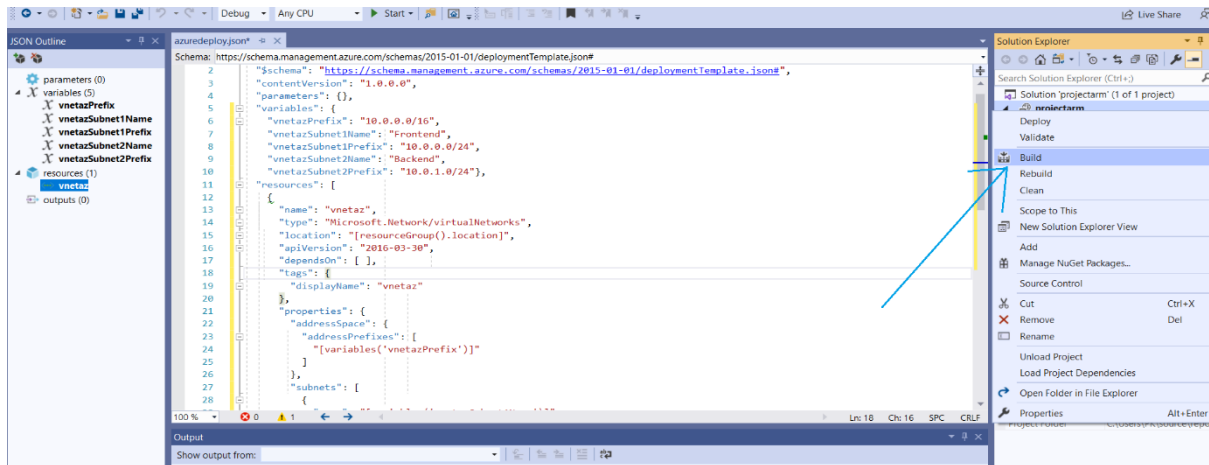 Debug Any CPU Start Live Share
JSON Outline
parameters (0)
variables (5)
vnetazPrefix
vnetazSubnet1Name
vnetazSubnet1Prefix
vnetazSubnet2Name
vnetazSubnet2Prefix
resources (1)
vnetaz
outputs (0)
azuredeploy.json*
Schema: https://schema.management.azure.com/schemas/2015-01-01/deploymentTemplate.json#
2 "$schema": "https://schema.management.azure.com/schemas/2015-01-01/deploymentTemplate.json#",
3 "contentVersion": "1.0.0.0",
4 "parameters": {},
5 "variables": {
6 "vnetazPrefix": "10.0.0.0/16",
7 "vnetazSubnet1Name": "Frontend",
8 "vnetazSubnet1Prefix": "10.0.0.0/24",
9 "vnetazSubnet2Name": "Backend",
10 "vnetazSubnet2Prefix": "10.0.1.0/24"},
11 "resources": [
12 {
13 "name": "vnetaz",
14 "type": "Microsoft.Network/virtualNetworks",
15 "location": "[resourceGroup().location]",
16 "apiVersion": "2016-03-30",
17 "dependsOn": [ ],
18 "tags": {
19 "displayName": "vnetaz"
20 },
21 "properties": {
22 "addressSpace": {
23 "addressPrefixes": [
24 "[variables('vnetazPrefix')]"
25 ]
26 },
27 "subnets": [
28 {
100 % 0 1 Ln: 18 Ch: 16 SPC CRLF
Output
Show output from:
Solution Explorer
Search Solution Explorer (Ctrl+;)
Solution 'projectarm' (1 of 1 project)
projectarm
Deploy
Validate
Build
Rebuild
Clean
Scope to This
New Solution Explorer View
Add
Manage NuGet Packages...
Source Control
Cut Ctrl+X
Remove Del
Rename
Unload Project
Load Project Dependencies
Open Folder in File Explorer
Properties Alt+Enter